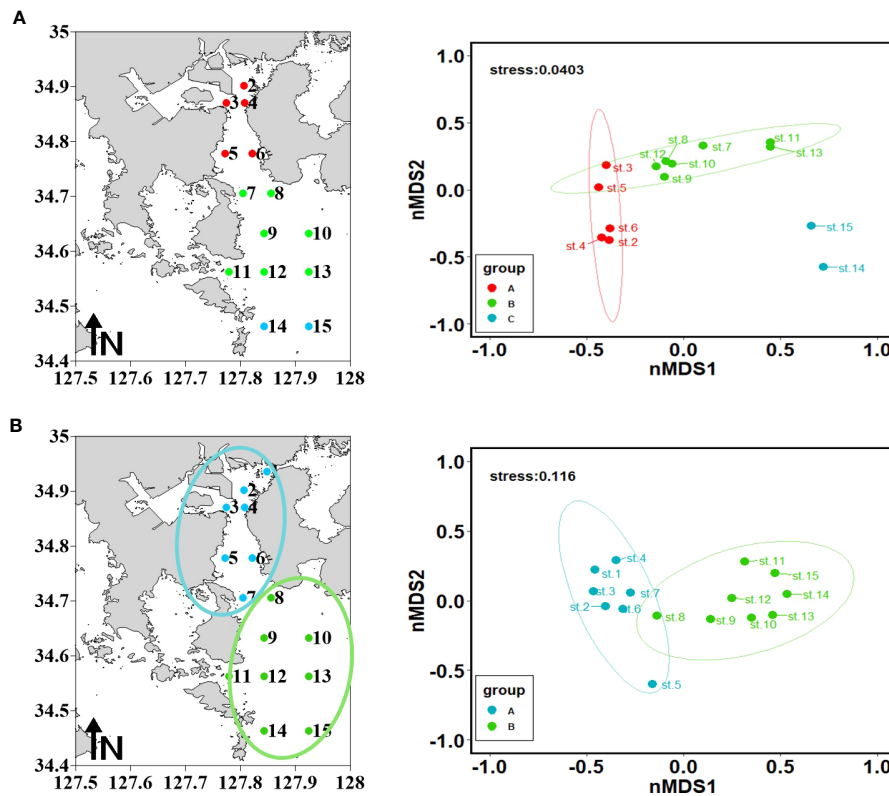 A
35
34.9
34.8
34.7
34.6
34.5
34.4
127.5 127.6 127.7 127.8 127.9 128
2
3 4
5 6
7 8
9 10
11 12 13
14 15
N
1.0
0.5
0.0
-0.5
-1.0
nMDS2
stress:0.0403
st.8
st.7
st.11
st.12
st.13
st.3
st.10
st.9
st.5
st.15
st.6
st.4
st.2
st.14
group
A
B
C
-1.0 -0.5 0.0 0.5 1.0
nMDS1
B
35
34.9
34.8
34.7
34.6
34.5
34.4
127.5 127.6 127.7 127.8 127.9 128
2
3 4
5 6
7 8
9 10
11 12 13
14 15
N
1.0
0.5
0.0
-0.5
-1.0
nMDS2
stress:0.116
st.4
st.11
st.1
st.15
st.3
st.7
st.14
st.12
st.2
st.6
st.8
st.9
st.10
st.13
st.5
group
A
B
-1.0 -0.5 0.0 0.5 1.0
nMDS1